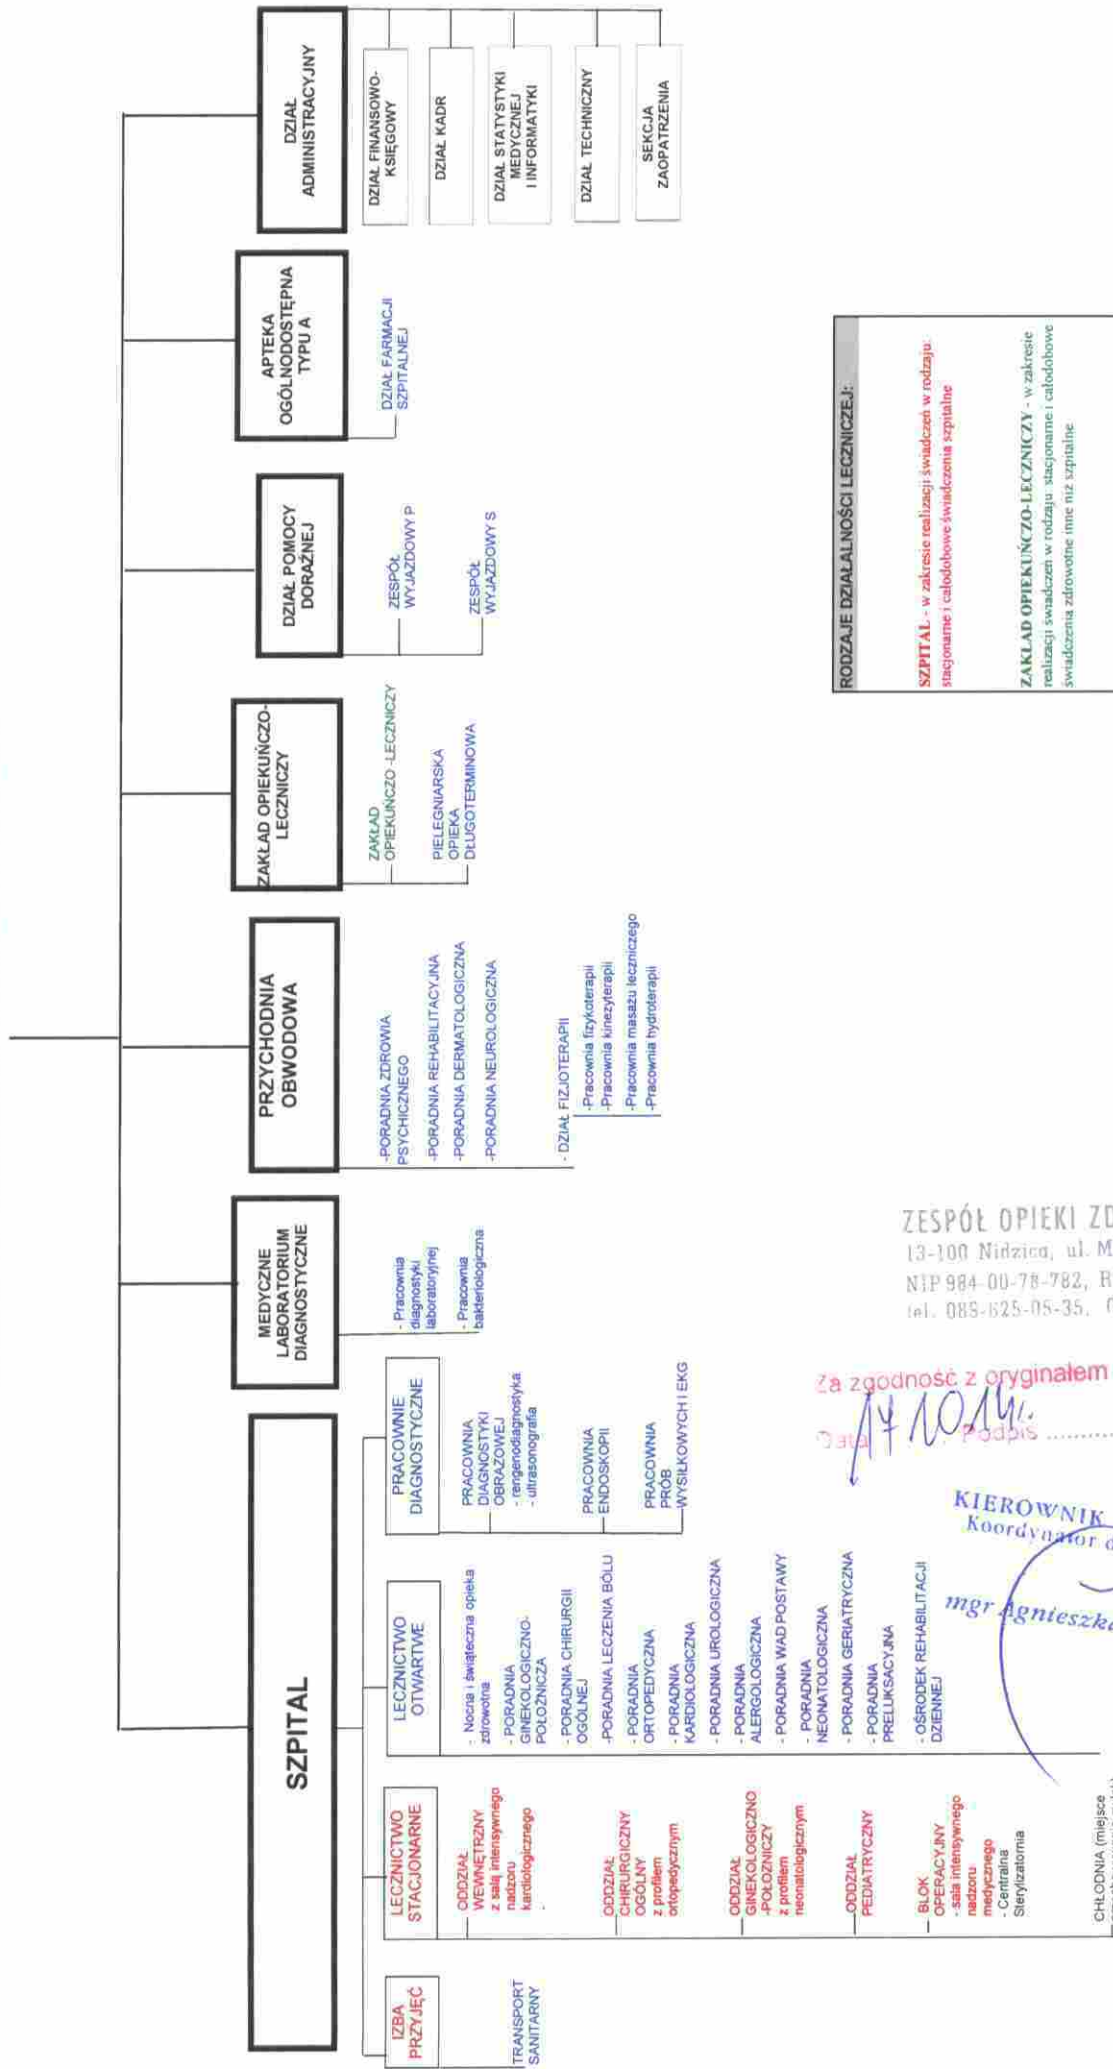 SZPITAL
MEDYCZNE
LABORATORIUM
DIAGNOSTYCZNE
PRZYCHODNIA
OBWODOWA
ZAKŁAD OPIEKUŃCZO-
LECZNICZY
DZIAŁ POMOCY
DORAŹNEJ
APTEKA
OGÓLNODOSTĘPNA
TYPU A
DZIAŁ
ADMINISTRACYJNY
IZBA
PRZYJĘĆ
TRANSPORT
SANITARNY
LECZNICTWO
STACJONARNE
ODDZIAŁ
WEWNĘTRZNY
z salą intensywnego
nadzoru
kardiologicznego
-
ODDZIAŁ
CHIRURGICZNY
OGÓLNY
z profilem
ortopedycznym
ODDZIAŁ
GINEKOLOGICZNO
-POŁOŻNICZY
z profilem
neonatologicznym
ODDZIAŁ
PEDIATRYCZNY
BLOK
OPERACYJNY
- sala intensywnego
nadzoru
medycznego
- Centralna
Sterylizatornia
CHŁODNIA (miejsce
LECZNICTWO
OTWARTE
- Nocna i świąteczna opieka
zdrowotna
- PORADNIA
GINEKOLOGICZNO-
POŁOŻNICZA
- PORADNIA CHIRURGII
OGÓLNEJ
-PORADNIA LECZENIA BÓLU
- PORADNIA
ORTOPEDYCZNA
- PORADNIA
KARDIOLOGICZNA
- PORADNIA UROLOGICZNA
- PORADNIA
ALERGOLOGICZNA
- PORADNIA WAD POSTAWY
- PORADNIA
NEONATOLOGICZNA
- PORADNIA GERIATRYCZNA
- PORADNIA
PRELUKSACYJNA
- OŚRODEK REHABILITACJI
DZIENNEJ
PRACOWNIE
DIAGNOSTYCZNE
PRACOWNIA
DIAGNOSTYKI
OBRAZOWEJ
- rengenodiagnostyka
- ultrasonografia
PRACOWNIA
ENDOSKOPII
PRACOWNIA
PRÓB
WYSIŁKOWYCH I EKG
- Pracownia
diagnostyki
laboratoryjnej
- Pracownia
bakteriologiczna
-PORADNIA ZDROWIA
PSYCHICZNEGO
-PORADNIA REHABILITACYJNA
-PORADNIA DERMATOLOGICZNA
-PORADNIA NEUROLOGICZNA
- DZIAŁ FIZJOTERAPII
-Pracownia fizykoterapii
-Pracownia kinezyterapii
-Pracownia masażu leczniczego
-Pracownia hydroterapii
ZAKŁAD
OPIEKUŃCZO -LECZNICZY
PIELEGNIARSKA
OPIEKA
DŁUGOTERMINOWA
ZESPÓŁ
WYJAZDOWY P
ZESPÓŁ
WYJAZDOWY S
DZIAŁ FARMACJI
SZPITALNEJ
DZIAŁ FINANSOWO-
KSIĘGOWY
DZIAŁ KADR
DZIAŁ STATYSTYKI
MEDYCZNEJ
I INFORMATYKI
DZIAŁ TECHNICZNY
SEKCJA
ZAOPATRZENIA
RODZAJE DZIAŁALNOŚCI LECZNICZEJ:
SZPITAL - w zakresie realizacji świadczeń w rodzaju:
stacjonarne i całodobowe świadczenia szpitalne
ZAKŁAD OPIEKUŃCZO-LECZNICZY - w zakresie
realizacji świadczeń w rodzaju: stacjonarne i całodobowe
świadczenia zdrowotne inne niż szpitalne
ZESPÓŁ OPIEKI
13-100 Nidzica, ul.
NIP 984-00-78-782,
tel. 089-625-05-35,
Za zgodność z oryginałem
Data 17.10.14r. Podpis
KIEROWNIK
Koordynator
mgr Agnieszka